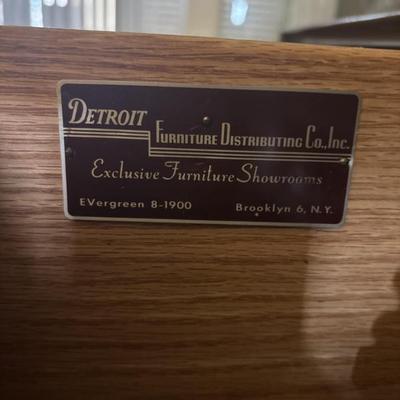 DETROIT
FURNITURE DISTRIBUTING CO., INC.
Exclusive Furniture Showrooms
EVergreen 8-1900 Brooklyn 6, N.Y.